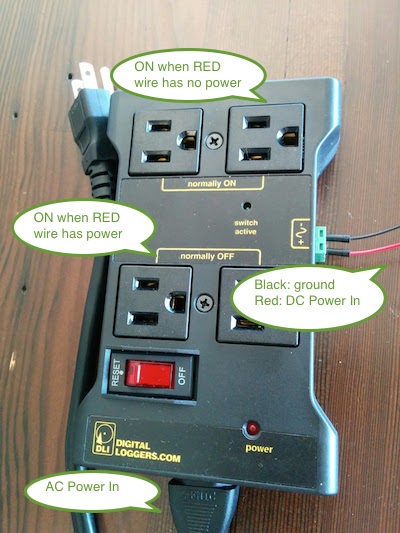 ON when RED
wire has no power
normally ON
switch
active
ON when RED
wire has power
normally OFF
+ -
Black: ground
Red: DC Power In
RESET
OFF
DLI
DIGITAL
LOGGERS.COM
power
AC Power In